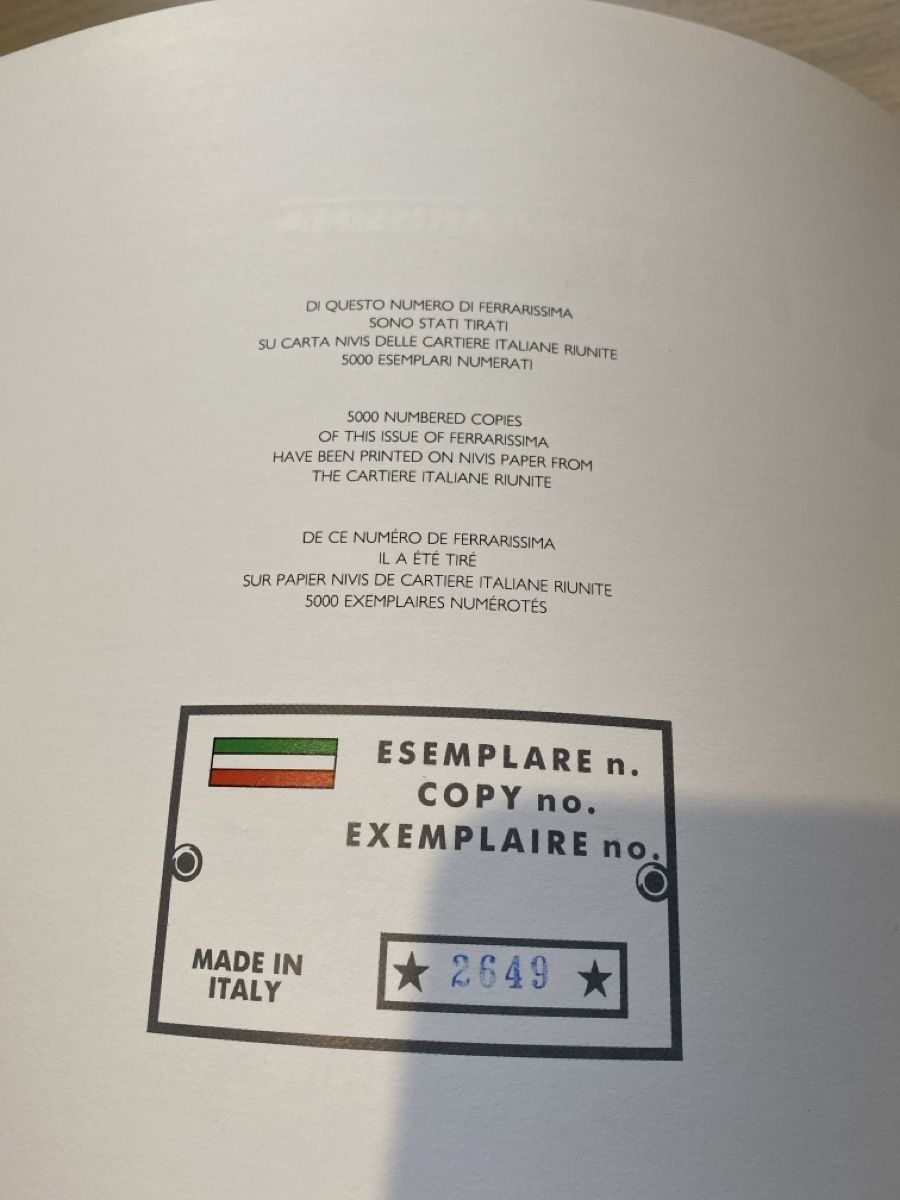 DI QUESTO NUMERO DI FERRARISSIMA
SONO STATI TIRATI
SU CARTA NIVIS DELLE CARTIERE ITALIANE RIUNITE
5000 ESEMPLARI NUMERATI
5000 NUMBERED COPIES
OF THIS ISSUE OF FERRARISSIMA
HAVE BEEN PRINTED ON NIVIS PAPER FROM
THE CARTIERE ITALIANE RIUNITE
DE CE NUMÉRO DE FERRARISSIMA
IL A ÉTÉ TIRÉ
SUR PAPIER NIVIS DE CARTIERE ITALIANE RIUNITE
5000 EXEMPLAIRES NUMÉROTÉS
ESEMPLARE n.
COPY no.
EXEMPLAIRE no.
MADE IN
ITALY
★ 2649 ★